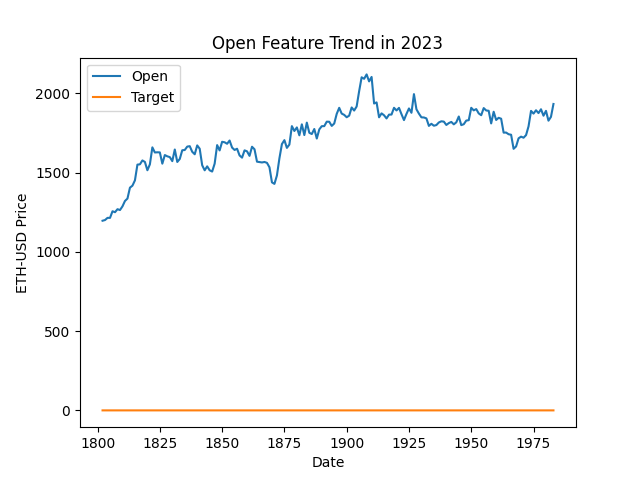 Open Feature Trend in 2023
Open
Target
ETH-USD Price
2000
1500
1000
500
0
1800 1825 1850 1875 1900 1925 1950 1975
Date